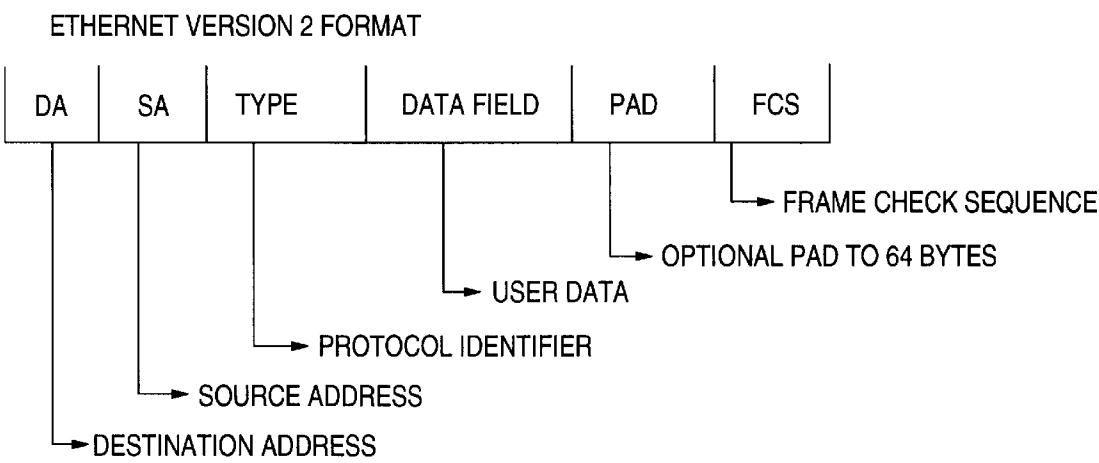 ETHERNET VERSION 2 FORMAT
DA SA TYPE DATA FIELD PAD FCS
FRAME CHECK SEQUENCE
OPTIONAL PAD TO 64 BYTES
USER DATA
PROTOCOL IDENTIFIER
SOURCE ADDRESS
DESTINATION ADDRESS